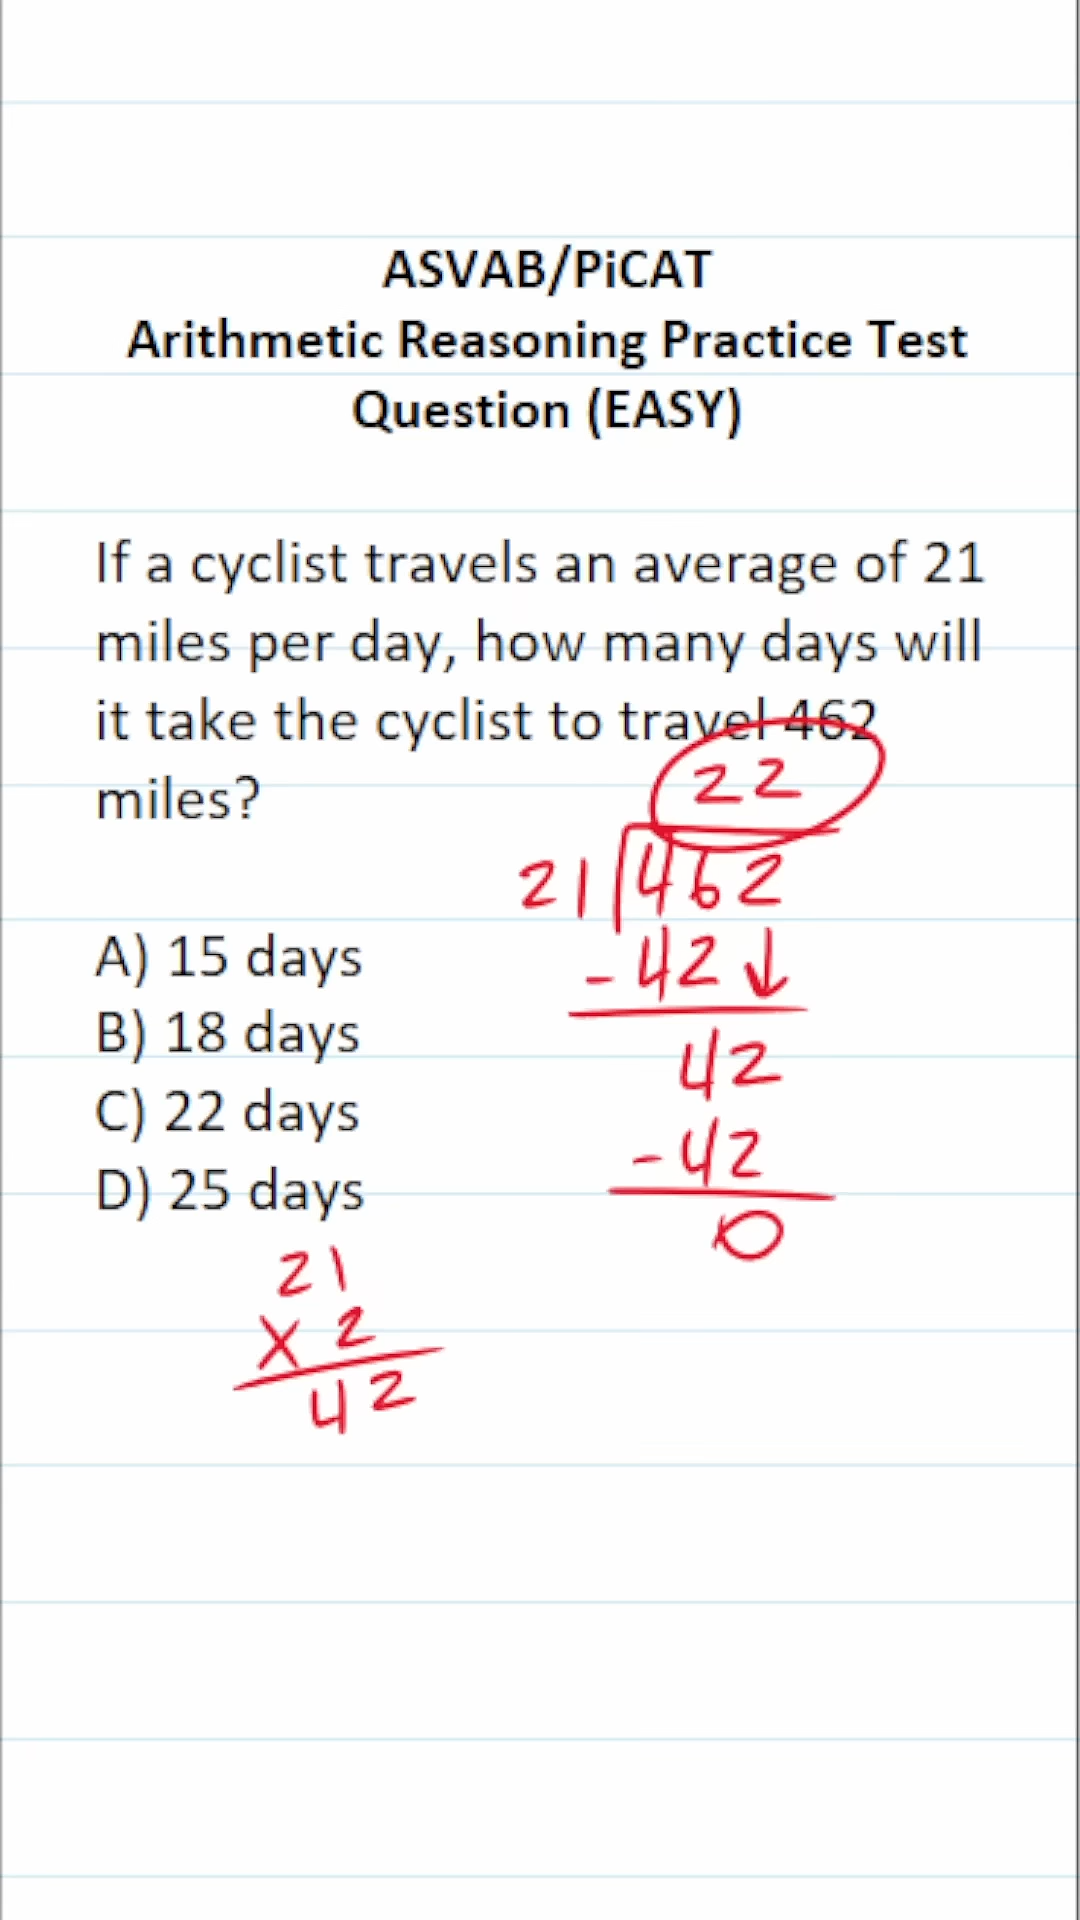 ASVAB/PiCAT
Arithmetic Reasoning Practice Test
Question (EASY)
If a cyclist travels an average of 21
miles per day, how many days will
it take the cyclist to travel 462
miles?
22
21 462
- 42 ↓
42
- 42
0
A) 15 days
B) 18 days
C) 22 days
D) 25 days
21
X 2
42